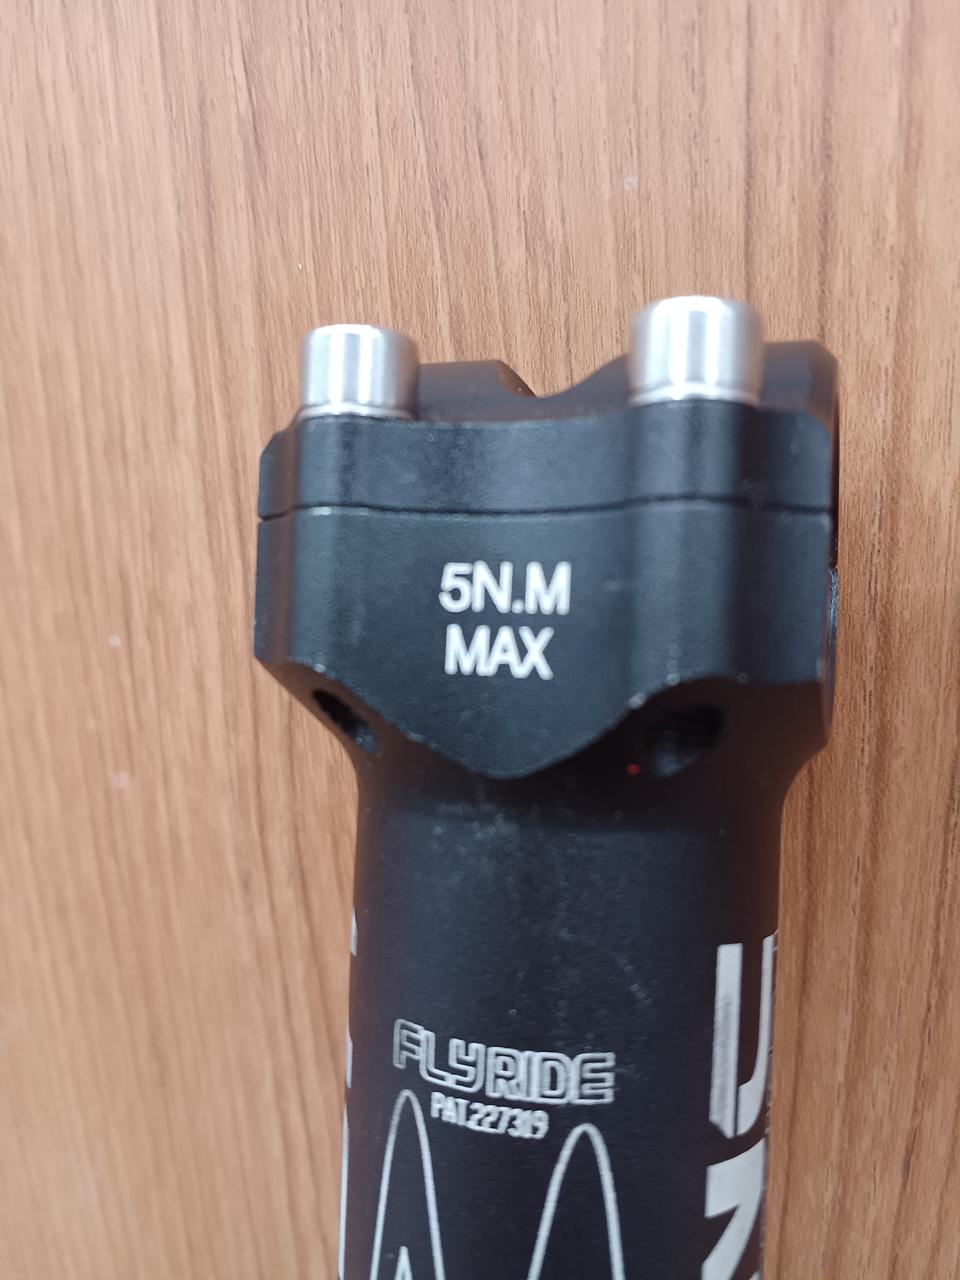 5N.M
MAX
FLYRIDE
PAT.227319